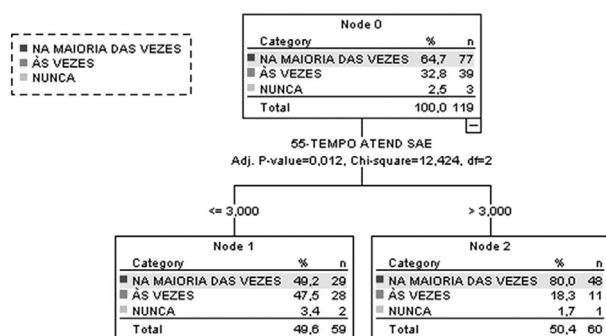 NA MAIORIA DAS VEZES
ÀS VEZES
NUNCA
Node 0
Category % n
NA MAIORIA DAS VEZES 64,7 77
ÀS VEZES 32,8 39
NUNCA 2,5 3
Total 100,0 119
55-TEMPO ATEND SAE
Adj. P-value=0,012, Chi-square=12,424, df=2
<= 3,000
> 3,000
Node 1
Category % n
NA MAIORIA DAS VEZES 49,2 29
ÀS VEZES 47,5 28
NUNCA 3,4 2
Total 49,6 59
Node 2
Category % n
NA MAIORIA DAS VEZES 80,0 48
ÀS VEZES 18,3 11
NUNCA 1,7 1
Total 50,4 60